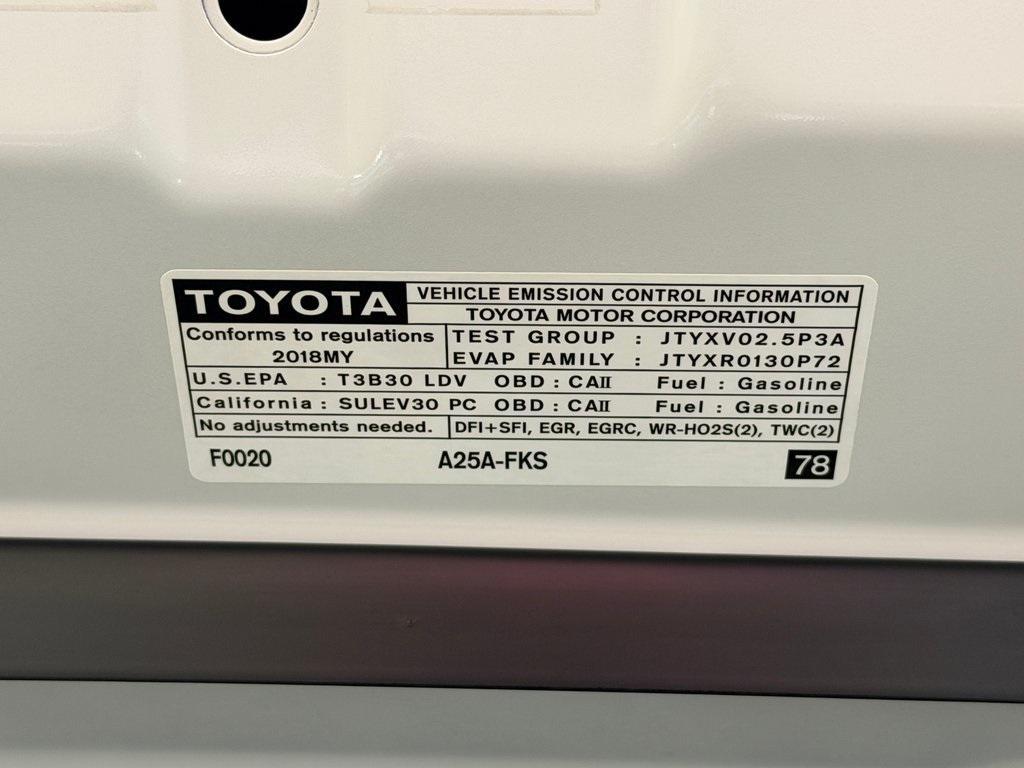 TOYOTA VEHICLE EMISSION CONTROL INFORMATION
TOYOTA MOTOR CORPORATION
Conforms to regulations
2018MY
TEST GROUP : JTYXV02.5P3A
EVAP FAMILY : JTYXR0130P72
U.S.EPA : T3B30 LDV OBD : CAII Fuel : Gasoline
California : SULEV30 PC OBD : CAII Fuel : Gasoline
No adjustments needed. DFI+SFI, EGR, EGRC, WR-HO2S(2), TWC(2)
F0020 A25A-FKS 78